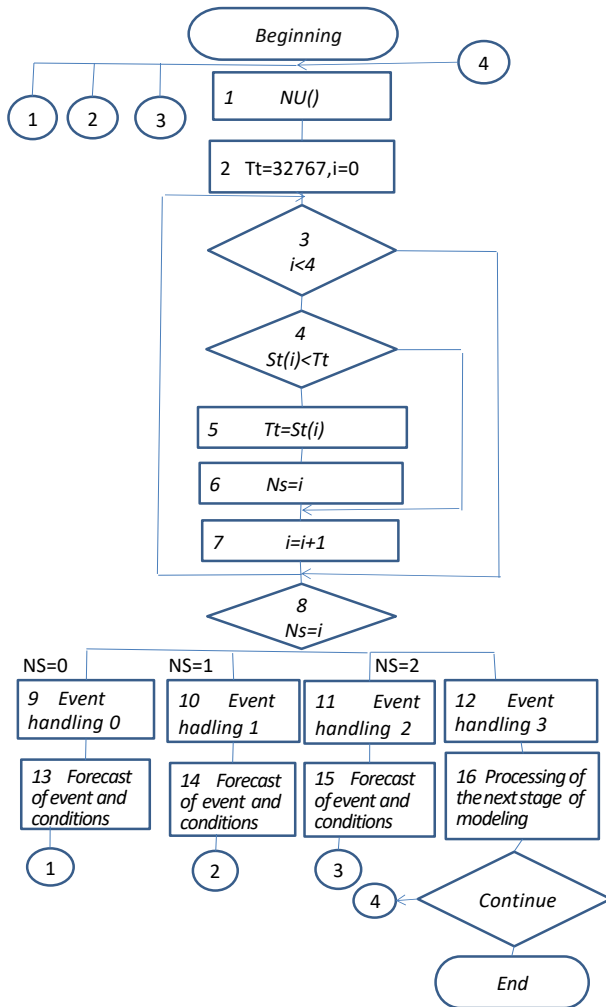 Beginning
4
1
2
3
1 NU()
2 Tt=32767,i=0
3
i<4
4
St(i)<Tt
5 Tt=St(i)
6 Ns=i
7 i=i+1
8
Ns=i
NS=0
NS=1
NS=2
9 Event
handling 0
10 Event
hadling 1
11 Event
handling 2
12 Event
handling 3
13 Forecast
of event and
conditions
14 Forecast
of event and
conditions
15 Forecast
of event and
conditions
16 Processing of
the next stage of
modeling
1
2
3
4
Continue
End